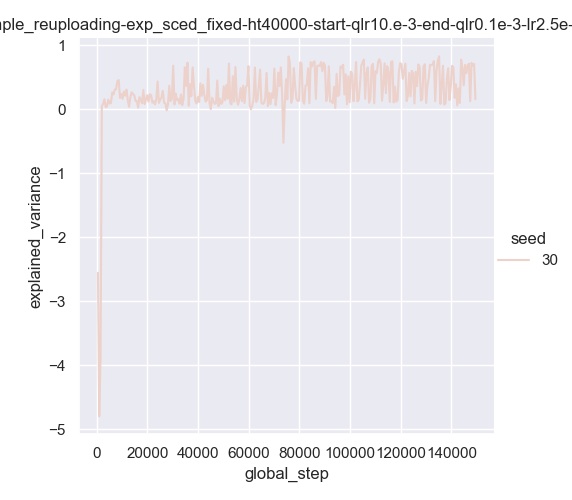 reuploading-exp_sced_fixed-ht40000-start-qlr10.e-3-end-qlr0.1e-3-lr2.5e-
1
0
−1
−2
−3
−4
−5
explained_variance
0 20000 40000 60000 80000 100000 120000 140000
global_step
seed
30